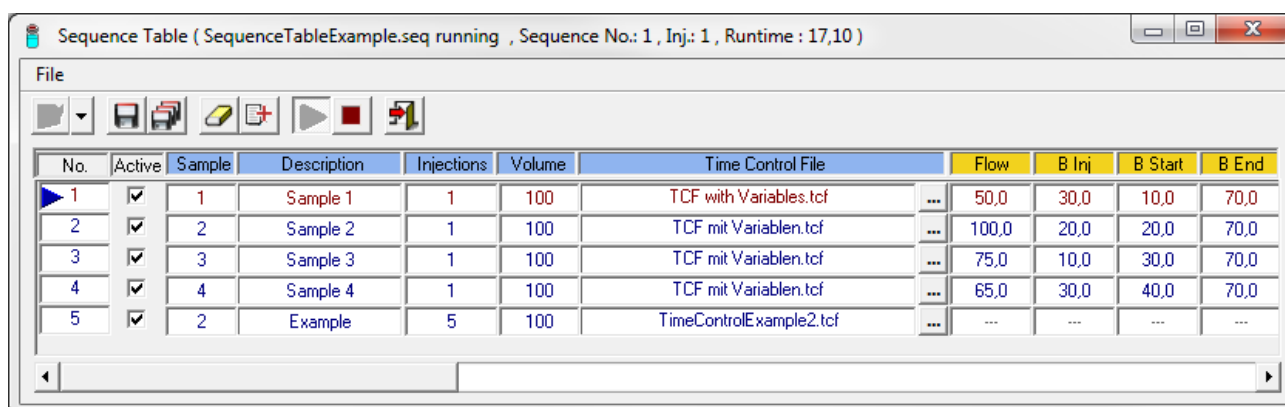 Sequence Table ( SequenceTableExample.seq running , Sequence No.: 1 , Inj.: 1 , Runtime : 17,10 )
File
No. Active Sample Description Injections Volume Time Control File Flow B Inj B Start B End
1 1 Sample 1 1 100 TCF with Variables.tcf ... 50,0 30,0 10,0 70,0
2 2 Sample 2 1 100 TCF mit Variablen.tcf ... 100,0 20,0 20,0 70,0
3 3 Sample 3 1 100 TCF mit Variablen.tcf ... 75,0 10,0 30,0 70,0
4 4 Sample 4 1 100 TCF mit Variablen.tcf ... 65,0 30,0 40,0 70,0
5 2 Example 5 100 TimeControlExample2.tcf ... --- --- --- ---